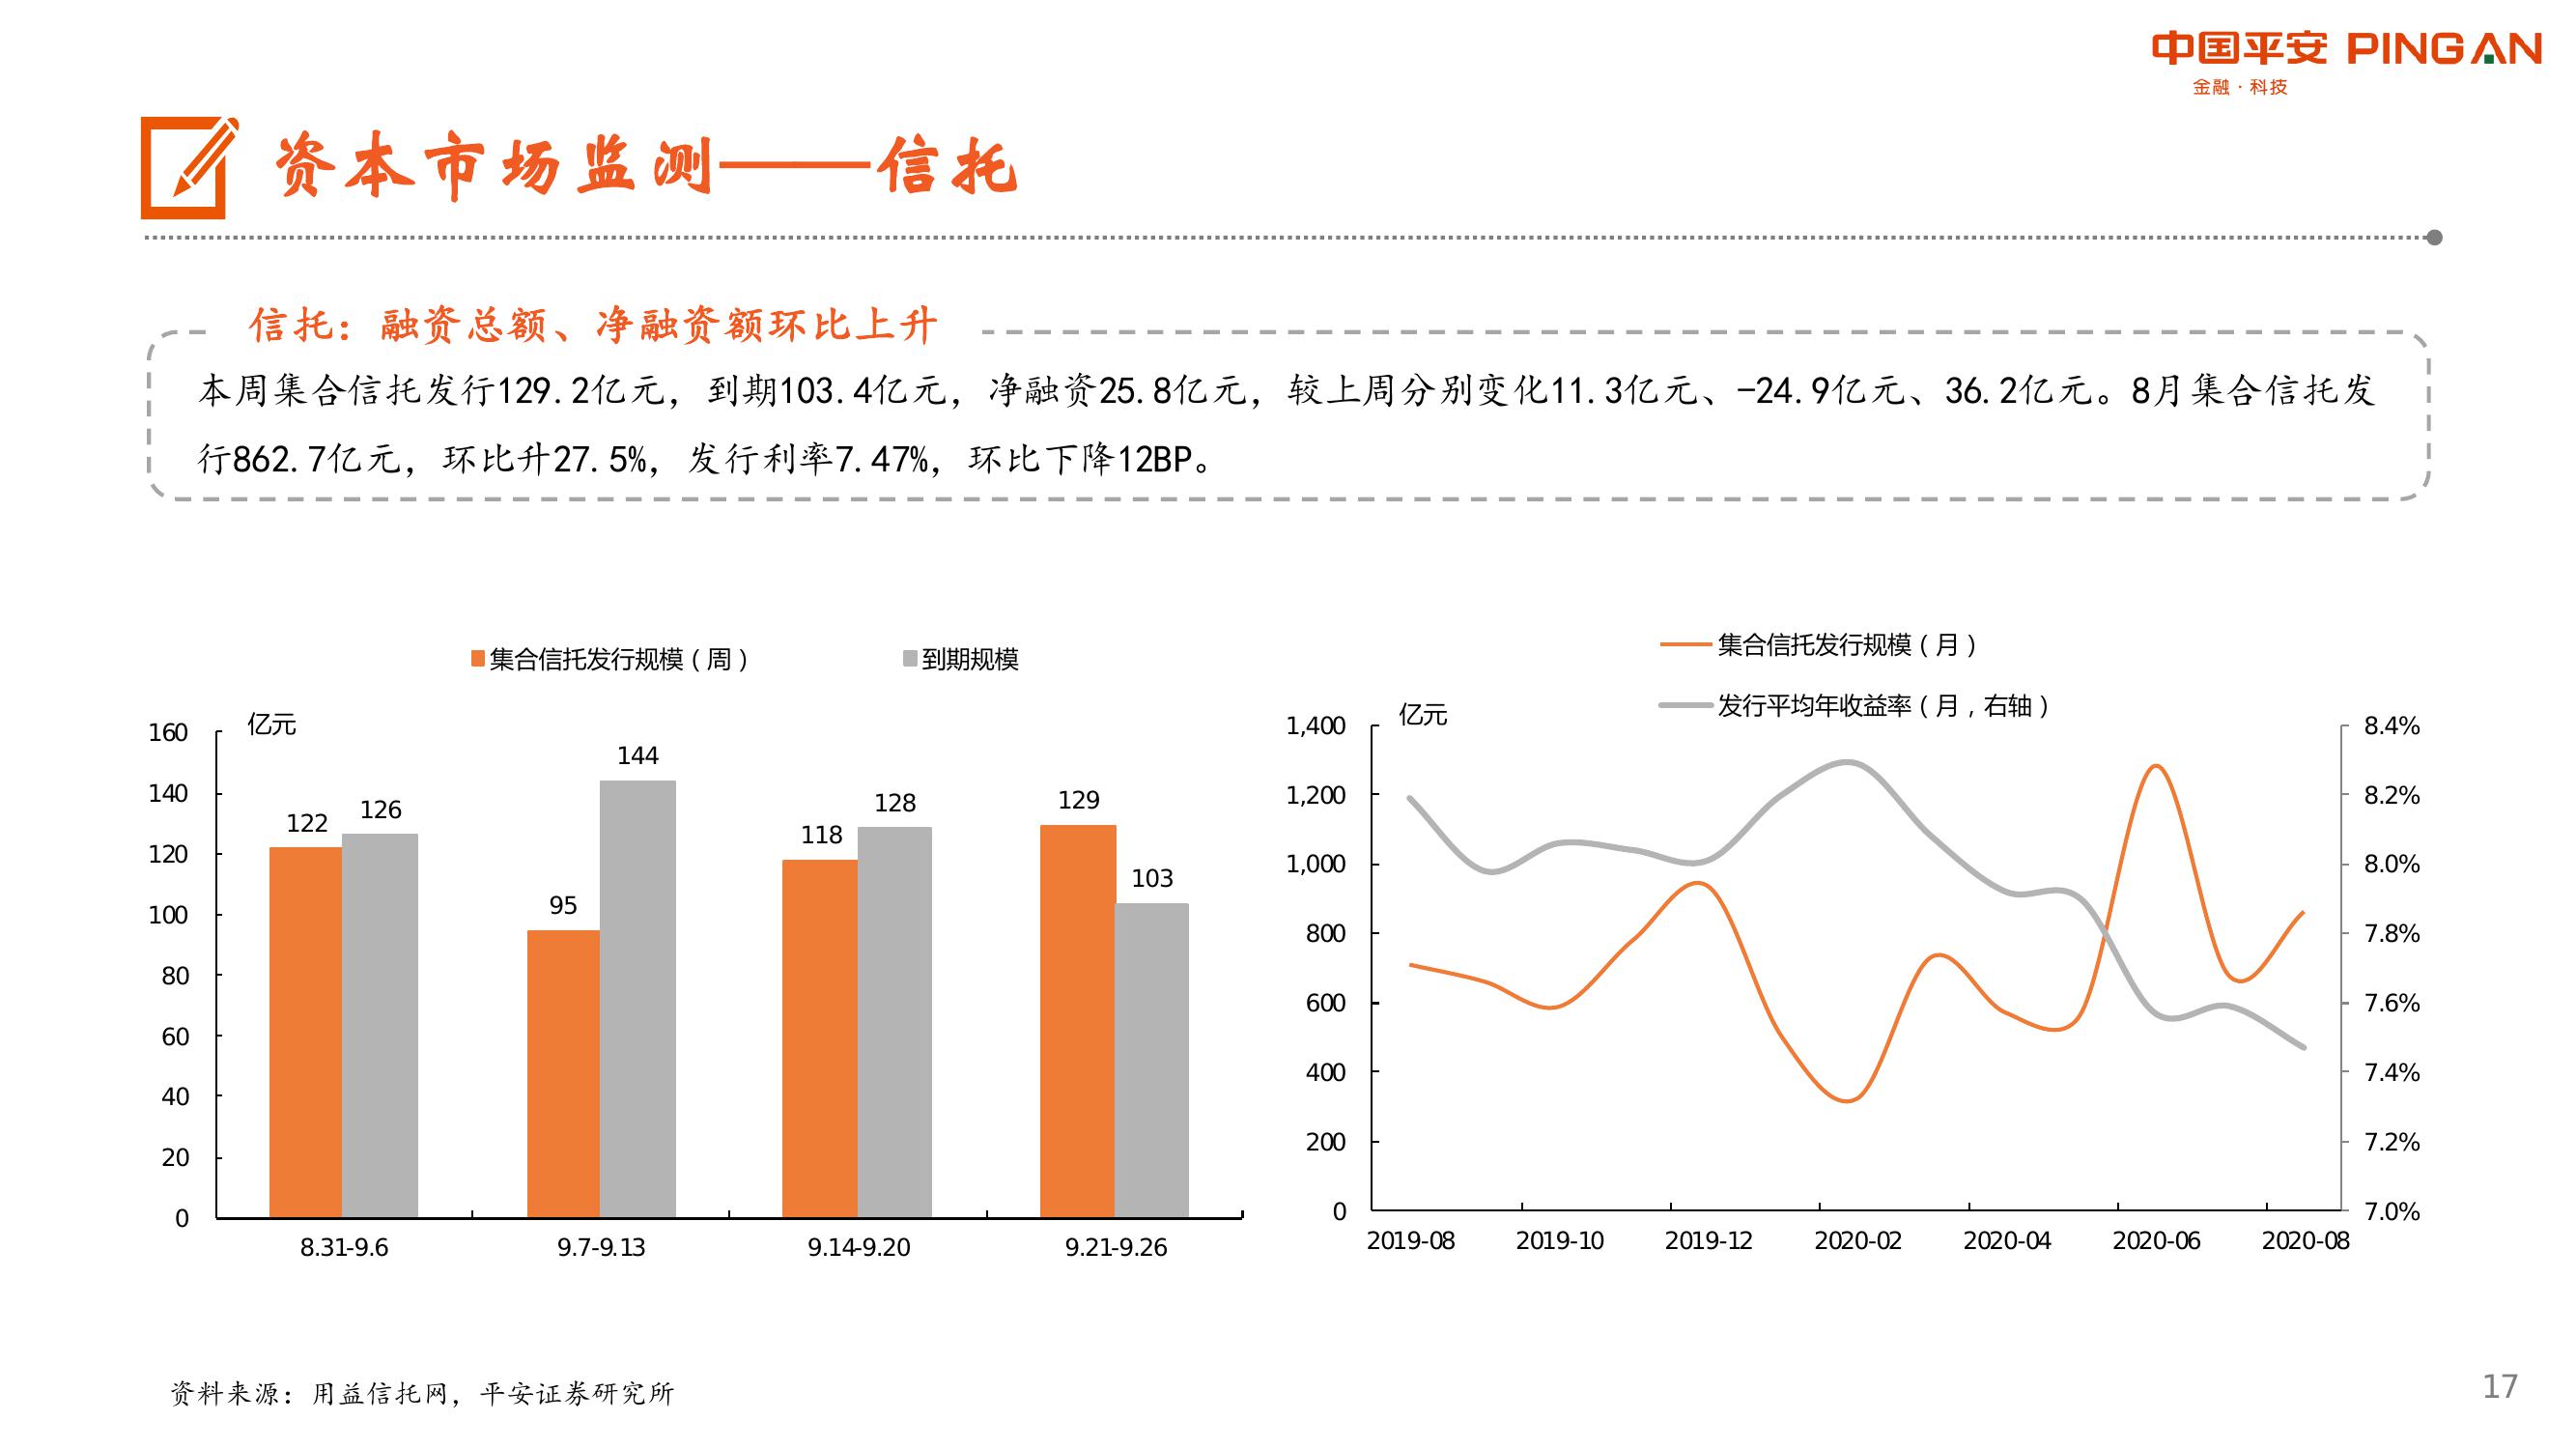 中国平安 PINGAN
金融·科技
资本市场监测——信托
信托：融资总额、净融资额环比上升
本周集合信托发行129.2亿元，到期103.4亿元，净融资25.8亿元，较上周分别变化11.3亿元、-24.9亿元、36.2亿元。8月集合信托发
行862.7亿元，环比升27.5%，发行利率7.47%，环比下降12BP。
集合信托发行规模（周） 到期规模
亿元
160
140
120
100
80
60
40
20
0
122 126
95 144
118 128
129 103
8.31-9.6 9.7-9.13 9.14-9.20 9.21-9.26
集合信托发行规模（月）
发行平均年收益率（月，右轴）
亿元
1,400
1,200
1,000
800
600
400
200
0
8.4%
8.2%
8.0%
7.8%
7.6%
7.4%
7.2%
7.0%
2019-08 2019-10 2019-12 2020-02 2020-04 2020-06 2020-08
资料来源：用益信托网，平安证券研究所
17